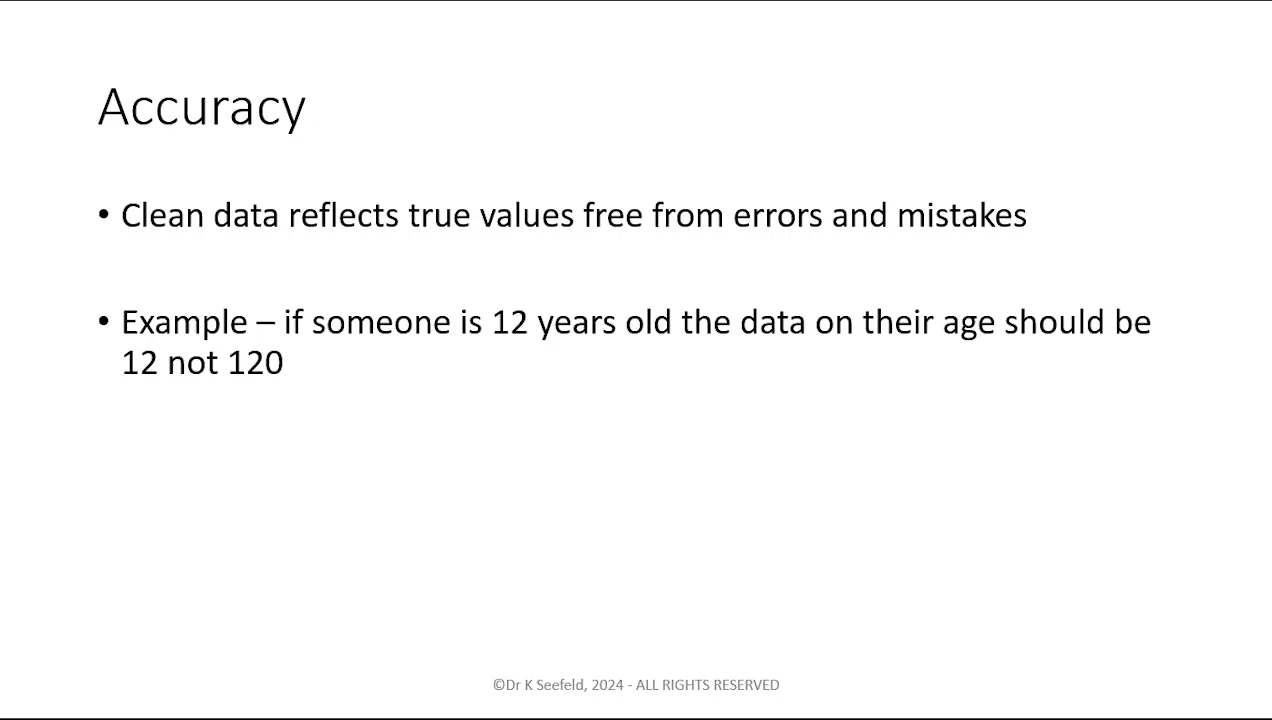 Accuracy
• Clean data reflects true values free from errors and mistakes
• Example – if someone is 12 years old the data on their age should be
12 not 120
©Dr K Seefeld, 2024 - ALL RIGHTS RESERVED